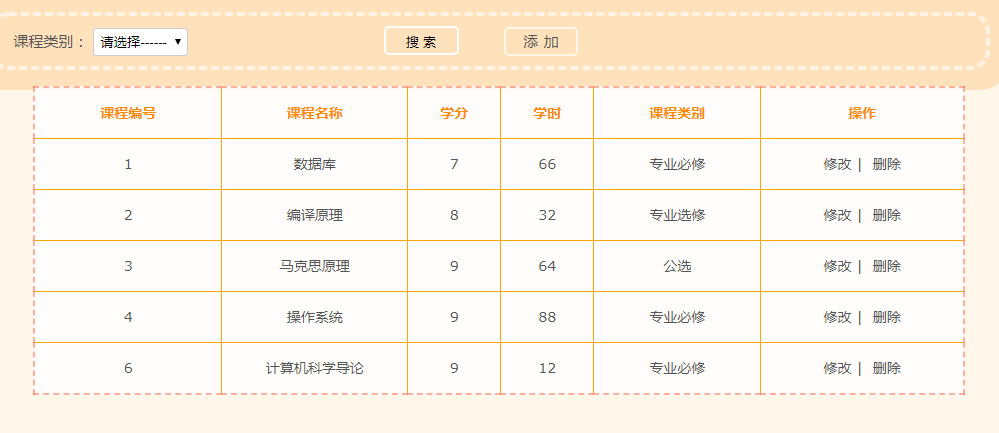 课程类别： 请选择------ 搜 索 添 加
课程编号 课程名称 学分 学时 课程类别 操作
1 数据库 7 66 专业必修 修改 | 删除
2 编译原理 8 32 专业选修 修改 | 删除
3 马克思原理 9 64 公选 修改 | 删除
4 操作系统 9 88 专业必修 修改 | 删除
6 计算机科学导论 9 12 专业必修 修改 | 删除